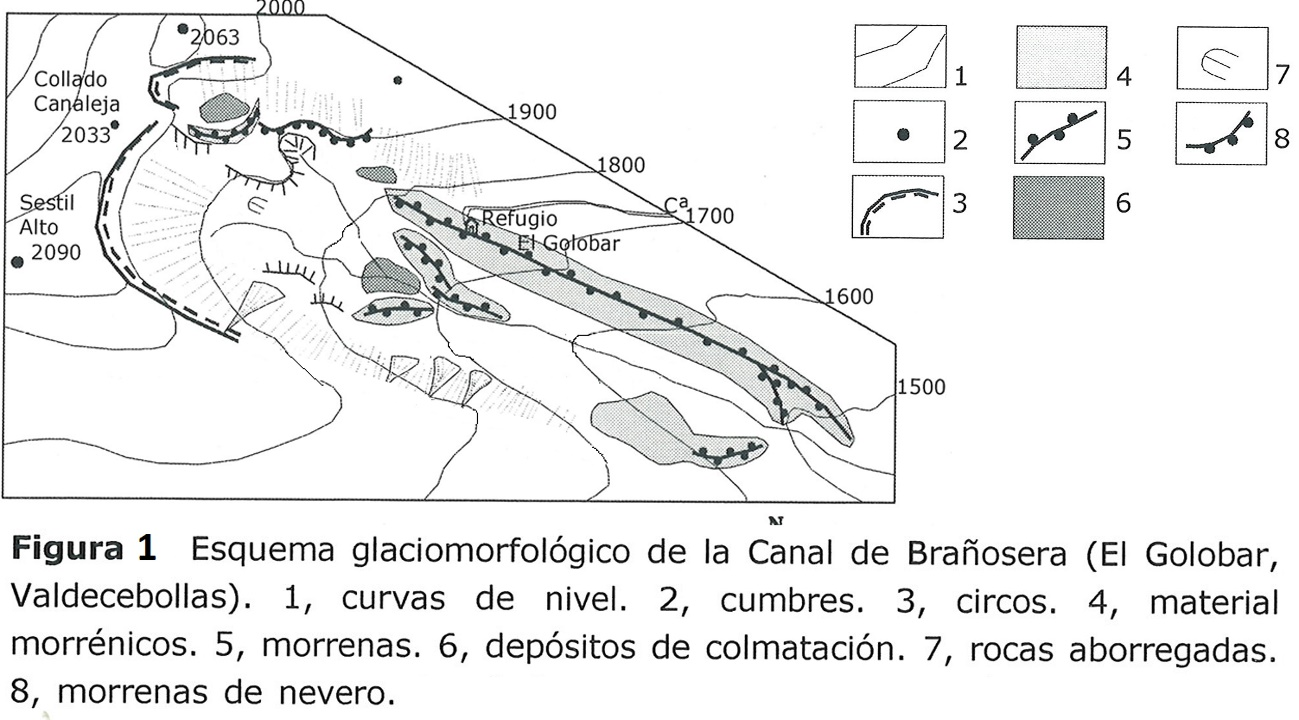 2000
2063
Collado
Canaleja
2033
1900
1800
Sestil
Alto
2090
Cª
1700
Refugio
El Golobar
1600
1500
1
4
7
2
5
8
3
6
N
Figura 1 Esquema glaciomorfológico de la Canal de Brañosera (El Golobar,
Valdecebollas). 1, curvas de nivel. 2, cumbres. 3, circos. 4, material
morrénicos. 5, morrenas. 6, depósitos de colmatación. 7, rocas aborregadas.
8, morrenas de nevero.